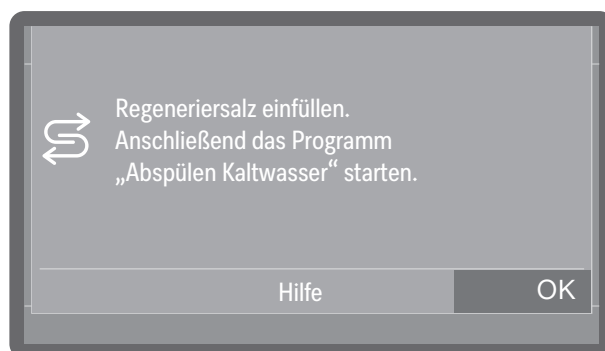 Regeneriersalz einfüllen.
Anschließend das Programm
„Abspülen Kaltwasser“ starten.
Hilfe
OK